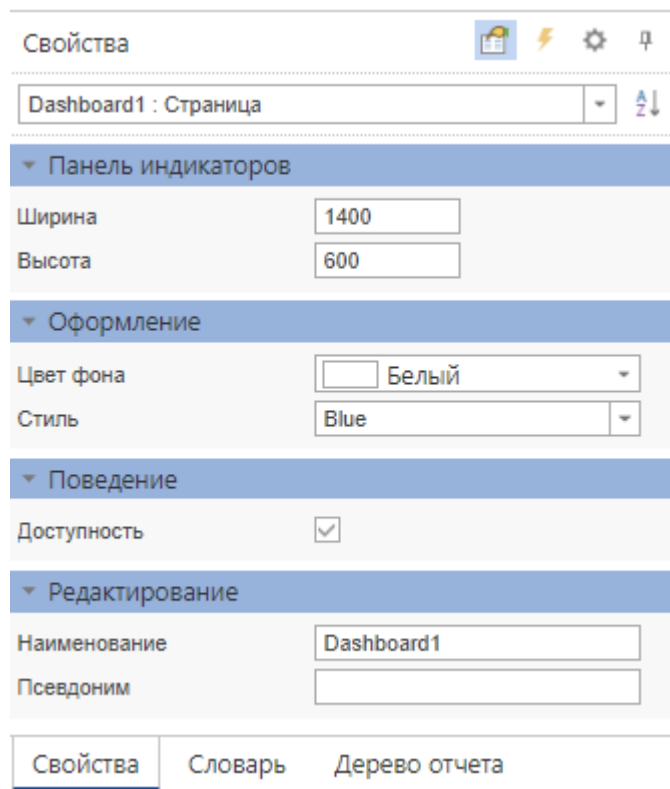 Свойства
Dashboard1 : Страница
Панель индикаторов
Ширина 1400
Высота 600
Оформление
Цвет фона Белый
Стиль Blue
Поведение
Доступность
Редактирование
Наименование Dashboard1
Псевдоним
Свойства Словарь Дерево отчета